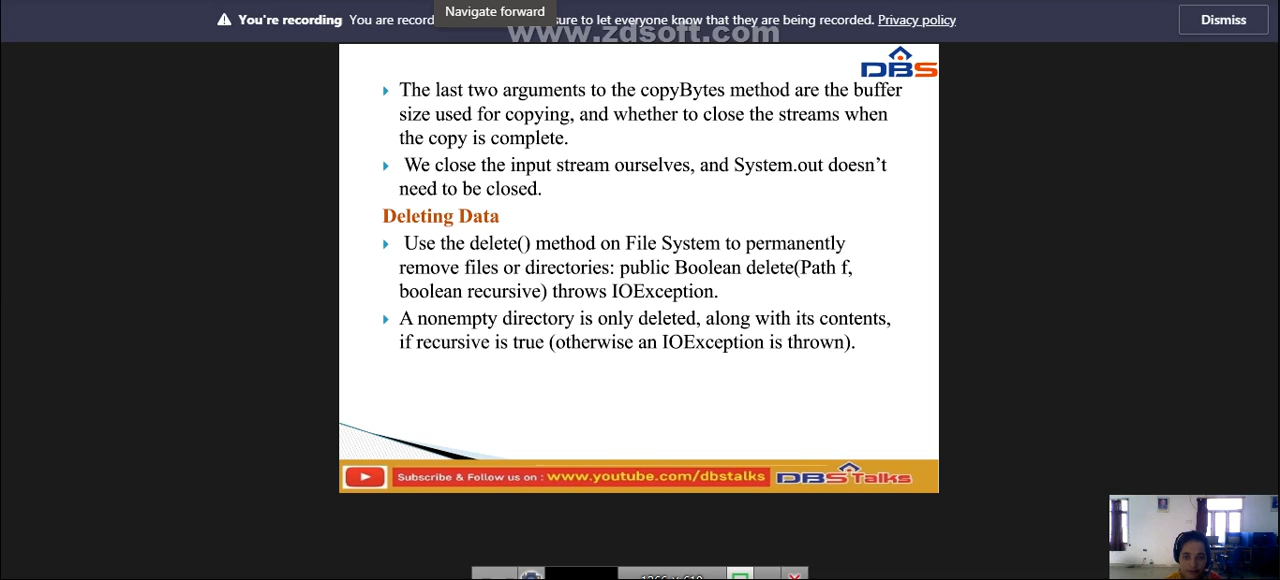 You're recording You are record
Navigate forward
sure to let everyone know that they are being recorded. Privacy policy
Dismiss
www.zdsoft.com
DBS
The last two arguments to the copyBytes method are the buffer
size used for copying, and whether to close the streams when
the copy is complete.
We close the input stream ourselves, and System.out doesn't
need to be closed.
Deleting Data
Use the delete() method on File System to permanently
remove files or directories: public Boolean delete(Path f,
boolean recursive) throws IOException.
A nonempty directory is only deleted, along with its contents,
if recursive is true (otherwise an IOException is thrown).
Subscribe & Follow us on : www.youtube.com/dbstalks
DBS Talks